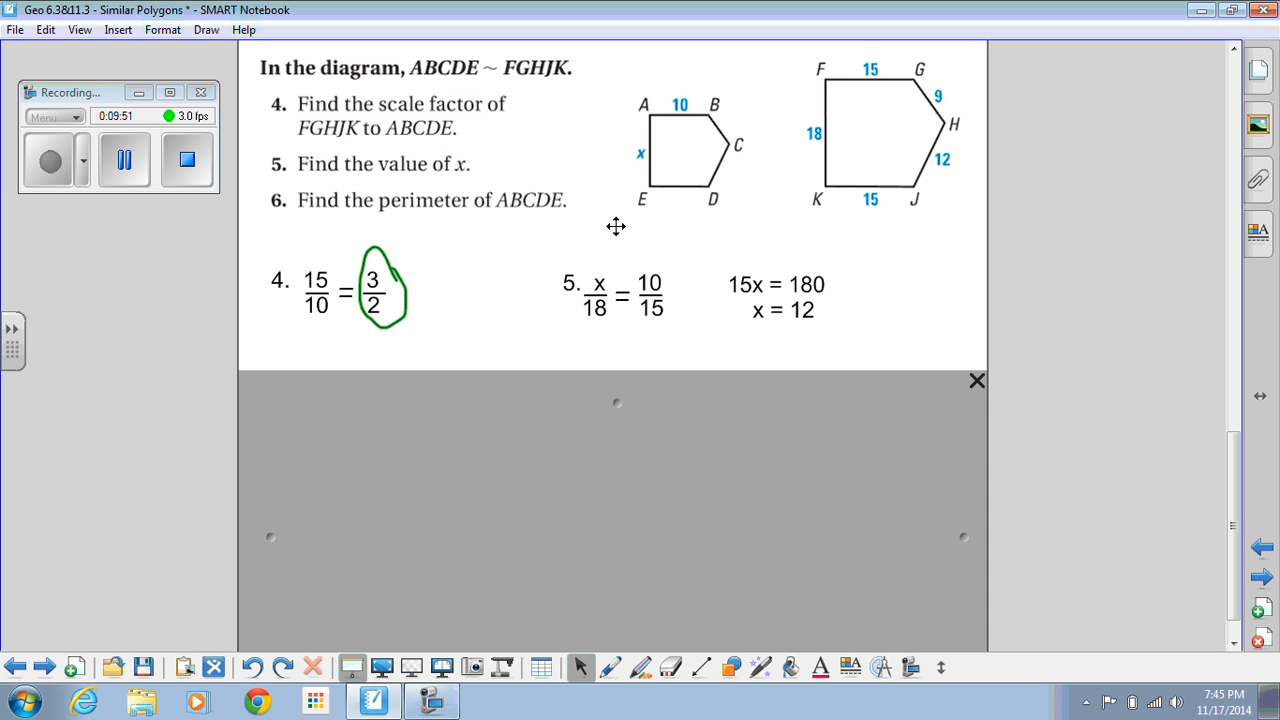 Geo 6.3&11.3 - Similar Polygons * - SMART Notebook
File Edit View Insert Format Draw Help
Recording...
Menu 0:09:51 3.0 fps
In the diagram, ABCDE ~ FGHJK.
4. Find the scale factor of
FGHJK to ABCDE.
5. Find the value of x.
6. Find the perimeter of ABCDE.
A 10 B
x C
E D
F 15 G
9
18 H
12
K 15 J
4. 15/10 = 3/2
5. x/18 = 10/15
15x = 180
x = 12
7:45 PM
11/17/2014